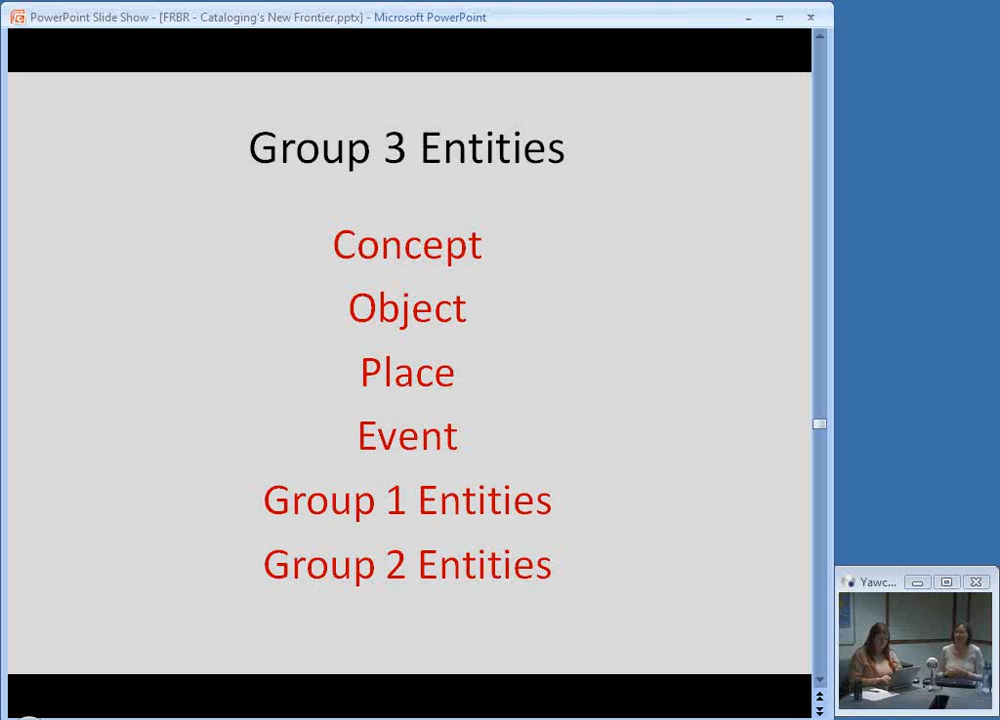 PowerPoint Slide Show - [FRBR - Cataloging's New Frontier.pptx] - Microsoft PowerPoint
Group 3 Entities
Concept
Object
Place
Event
Group 1 Entities
Group 2 Entities
Yawc...